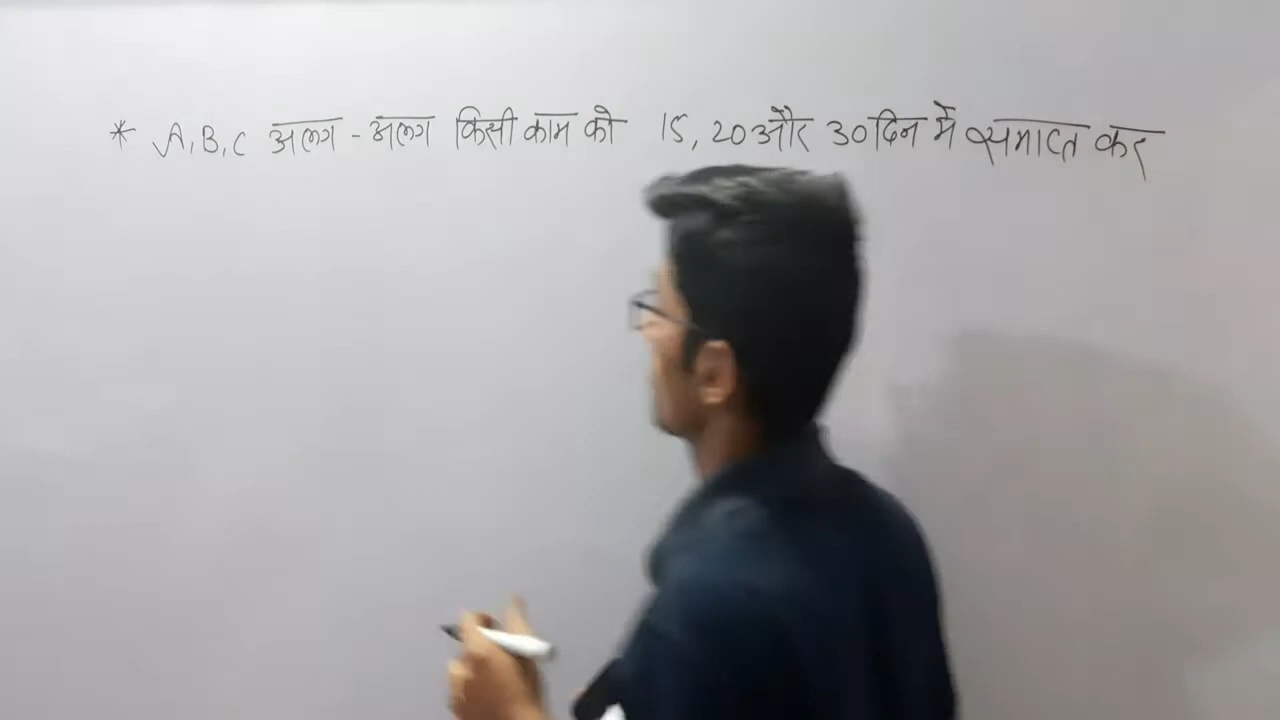 * A, B, C अलग - अलग किसी काम को 15, 20 और 30 दिन में समाप्त कर